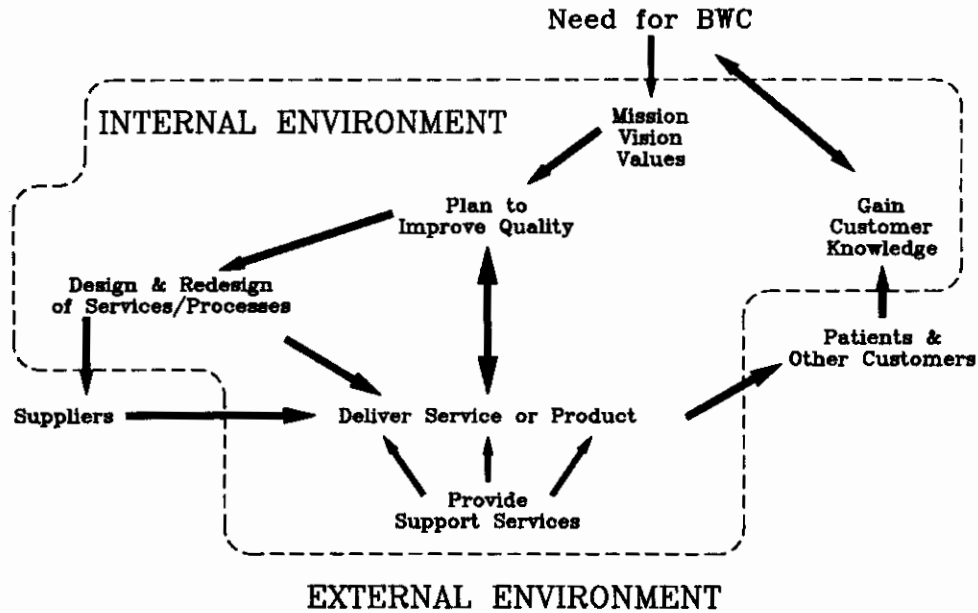 Need for BWC
INTERNAL ENVIRONMENT
Mission
Vision
Values
Plan to
Improve Quality
Gain
Customer
Knowledge
Design & Redesign
of Services/Processes
Patients &
Other Customers
Suppliers
Deliver Service or Product
Provide
Support Services
EXTERNAL ENVIRONMENT